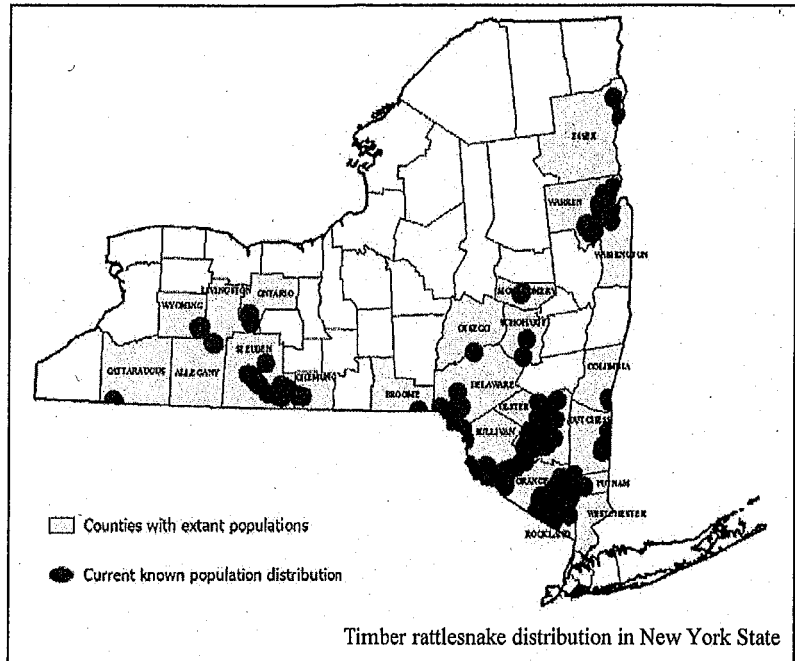 ESSEX
WARREN
WASHINGTON
MONTGOMERY
LIVINGSTON
ONTARIO
WYOMING
OTSEGO
SCHOHARIE
STEUBEN
COLUMBIA
CATTARAUGUS
ALLEGANY
CHEMUNG
DELAWARE
BROOME
ULSTER
DUTCHESS
SULLIVAN
ORANGE
PUTNAM
WESTCHESTER
ROCKLAND
Counties with extant populations
Current known population distribution
Timber rattlesnake distribution in New York State